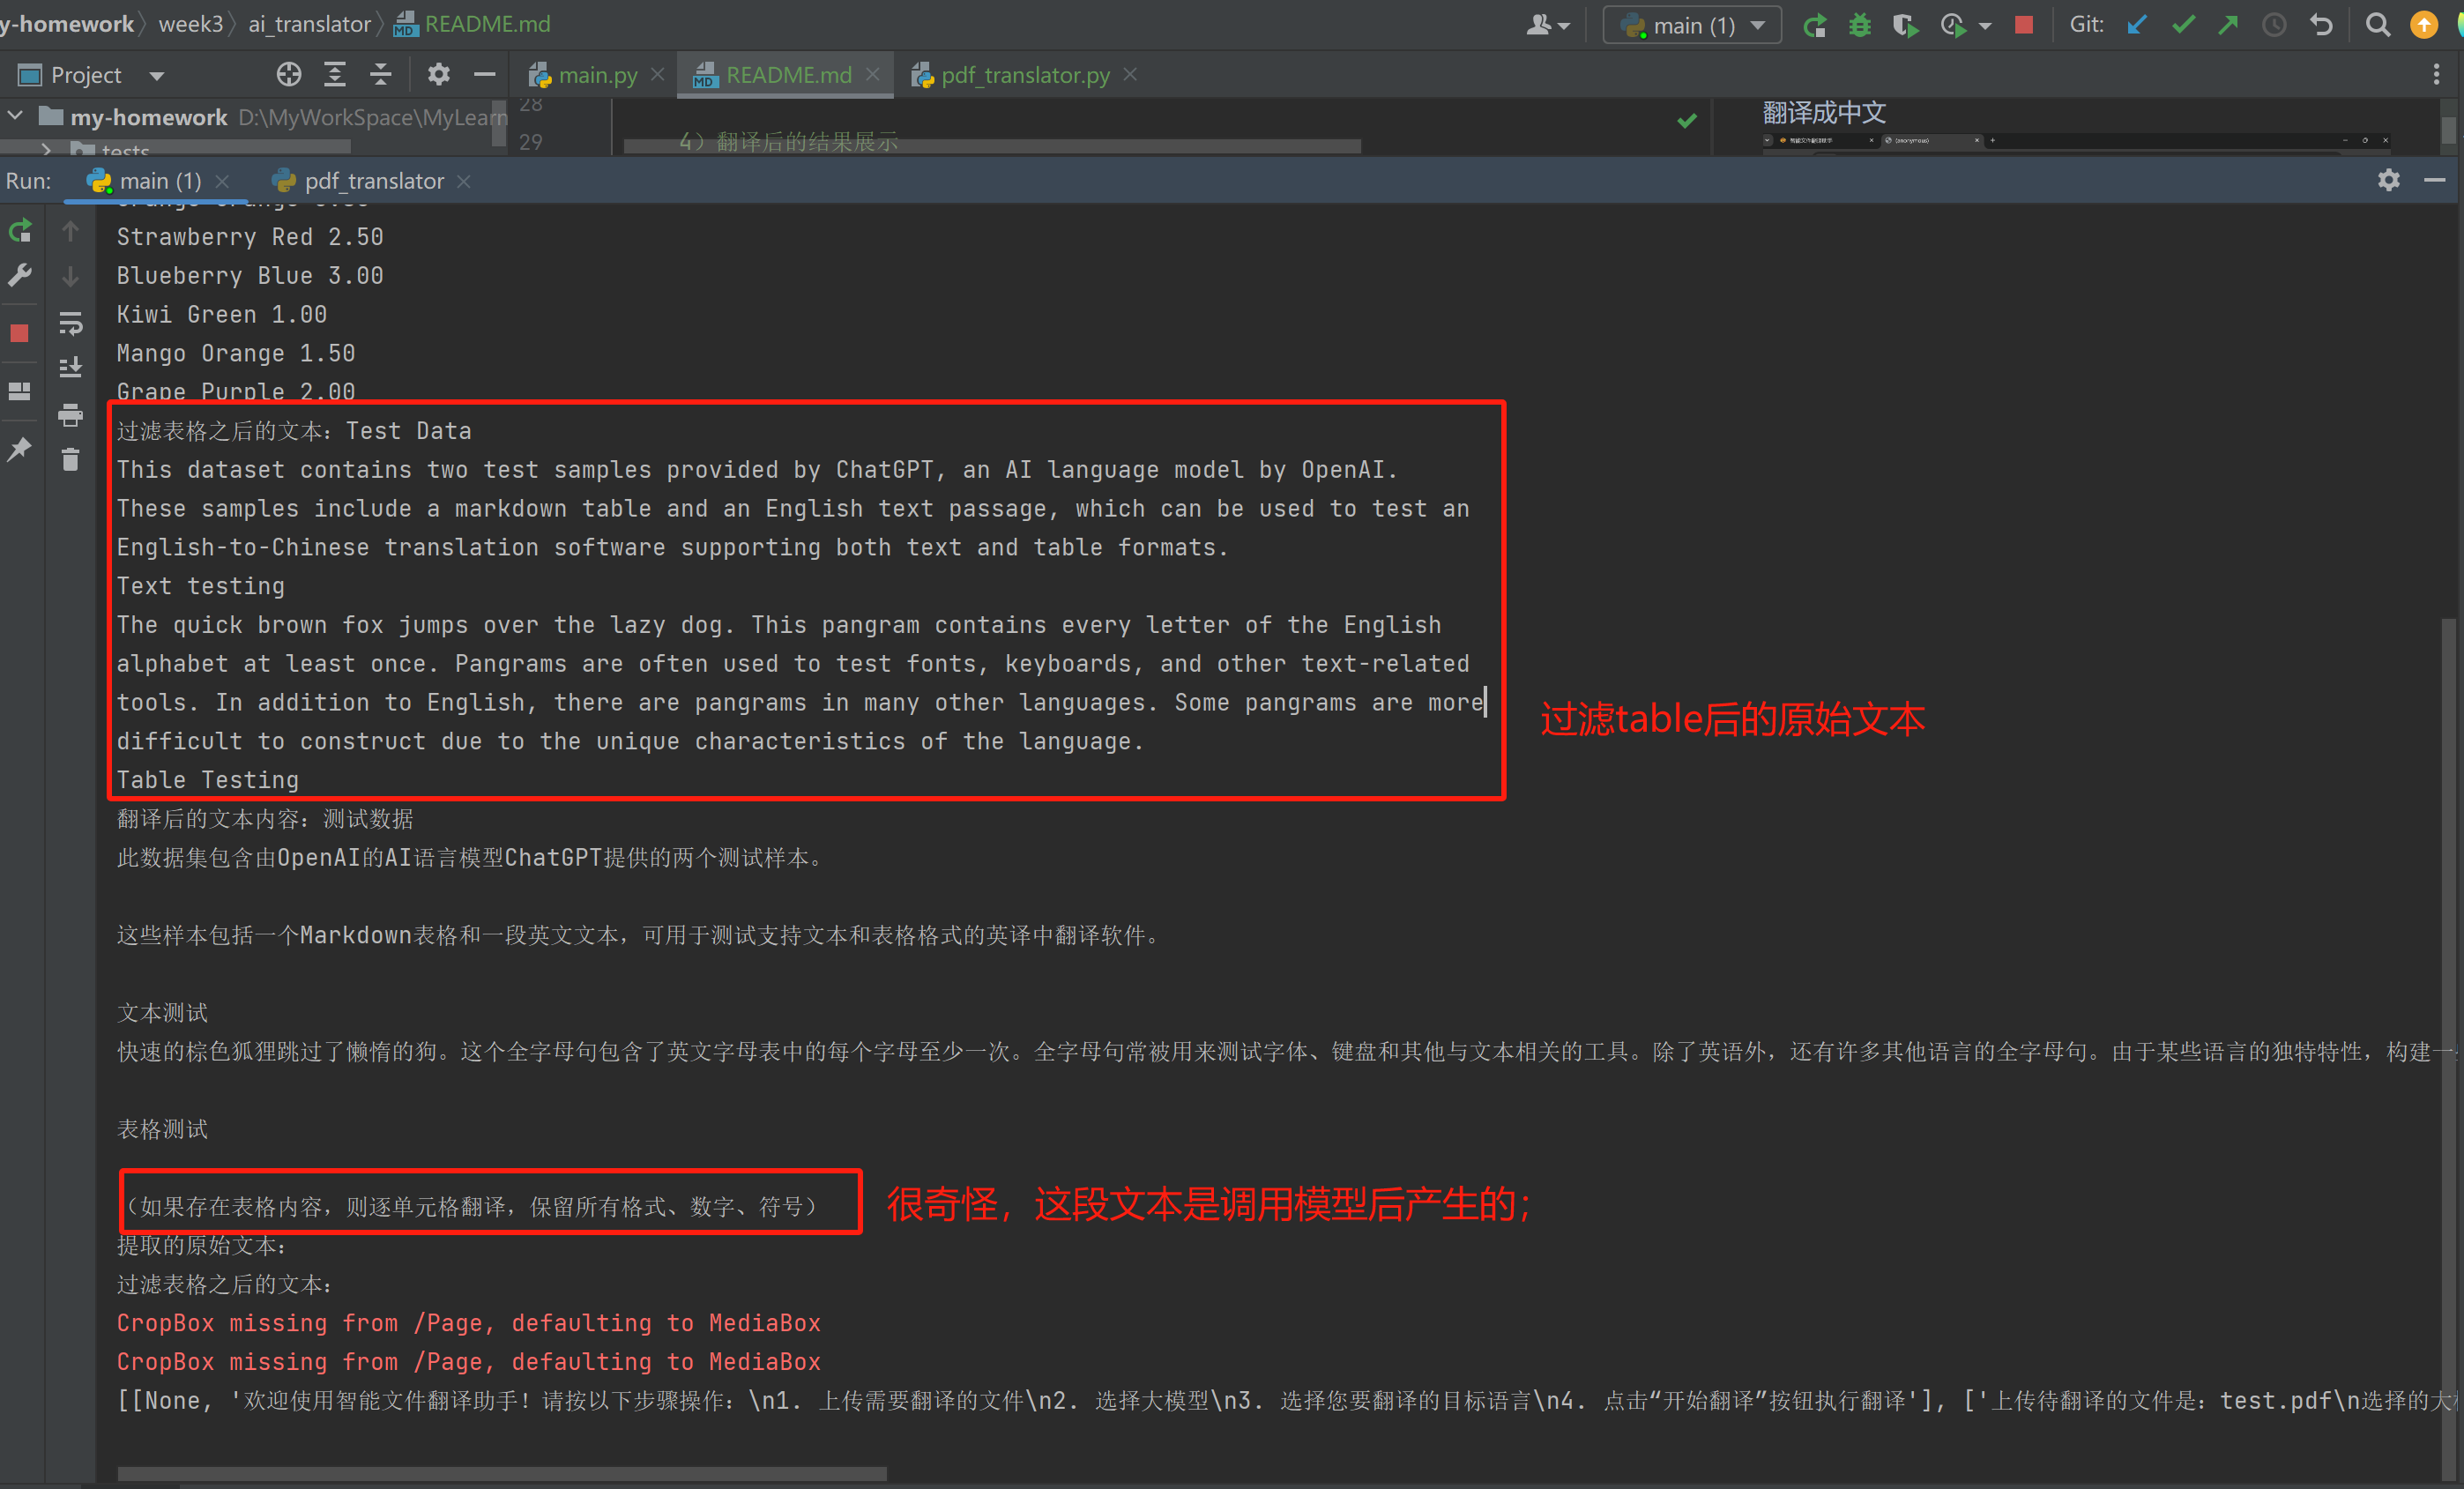 y-homework week3 ai_translator README.md main (1) Git:
Project main.py README.md pdf_translator.py
28
my-homework D:\MyWorkSpace\MyLearn 翻译成中文
29 4）翻译后的结果展示
tests
Run: main (1) pdf_translator
Strawberry Red 2.50
Blueberry Blue 3.00
Kiwi Green 1.00
Mango Orange 1.50
Grape Purple 2.00
过滤表格之后的文本：Test Data
This dataset contains two test samples provided by ChatGPT, an AI language model by OpenAI.
These samples include a markdown table and an English text passage, which can be used to test an
English-to-Chinese translation software supporting both text and table formats.
Text testing
The quick brown fox jumps over the lazy dog. This pangram contains every letter of the English
alphabet at least once. Pangrams are often used to test fonts, keyboards, and other text-related
tools. In addition to English, there are pangrams in many other languages. Some pangrams are more
过滤table后的原始文本
difficult to construct due to the unique characteristics of the language.
Table Testing
翻译后的文本内容：测试数据
此数据集包含由OpenAI的AI语言模型ChatGPT提供的两个测试样本。
这些样本包括一个Markdown表格和一段英文文本，可用于测试支持文本和表格格式的英译中翻译软件。
文本测试
快速的棕色狐狸跳过了懒惰的狗。这个全字母句包含了英文字母表中的每个字母至少一次。全字母句常被用来测试字体、键盘和其他与文本相关的工具。除了英语外，还有许多其他语言的全字母句。由于某些语言的独特特性，构建一
表格测试
（如果存在表格内容，则逐单元格翻译，保留所有格式、数字、符号）
很奇怪，这段文本是调用模型后产生的；
提取的原始文本：
过滤表格之后的文本：
CropBox missing from /Page, defaulting to MediaBox
CropBox missing from /Page, defaulting to MediaBox
[[None, '欢迎使用智能文件翻译助手！请按以下步骤操作：\n1. 上传需要翻译的文件\n2. 选择大模型\n3. 选择您要翻译的目标语言\n4. 点击“开始翻译”按钮执行翻译'], ['上传待翻译的文件是：test.pdf\n选择的大